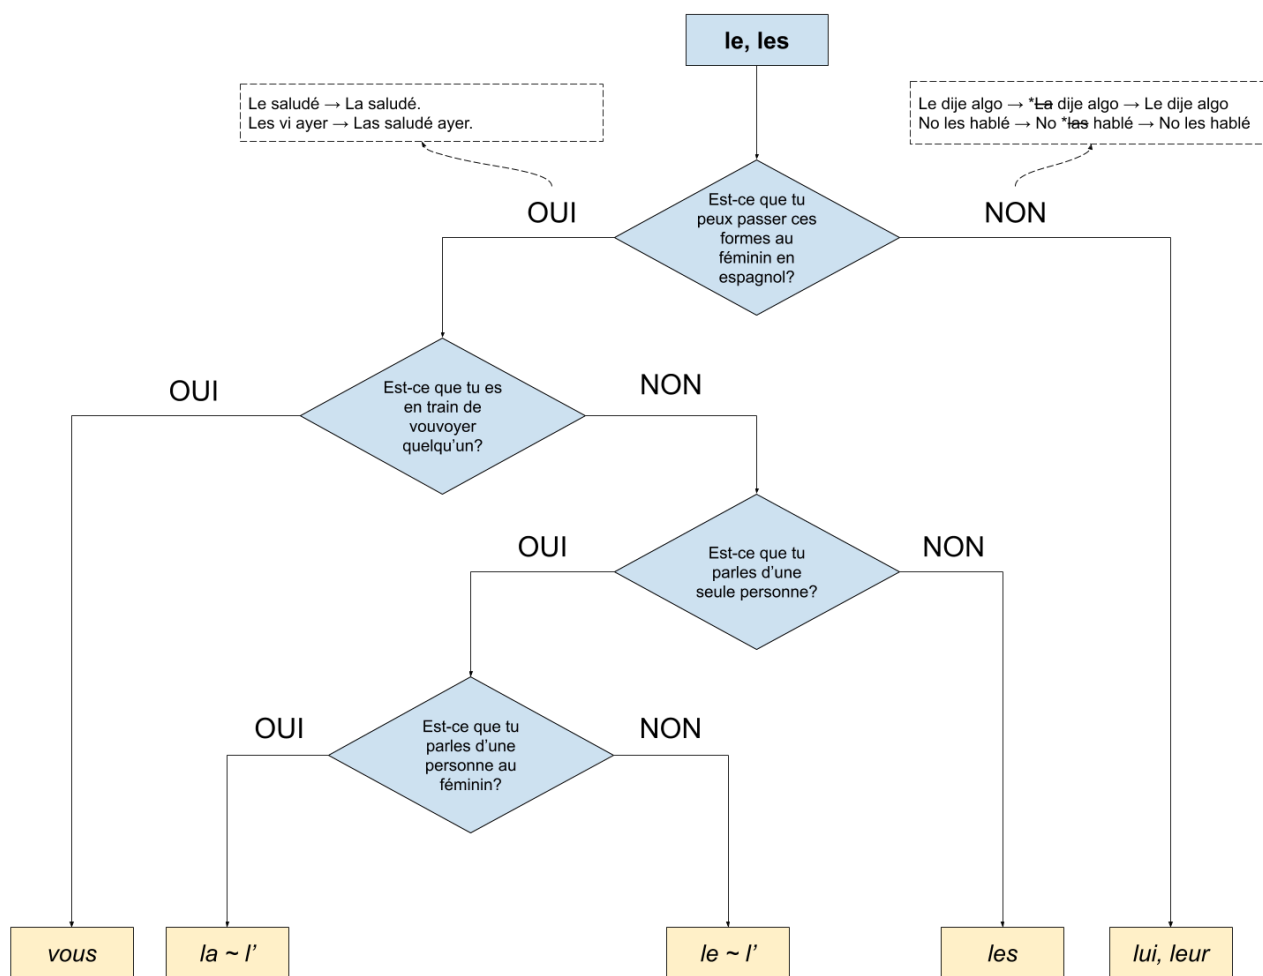 le, les
Le saludé → La saludé.
Les vi ayer → Las saludé ayer.
Le dije algo → *La dije algo → Le dije algo
No les hablé → No *las hablé → No les hablé
Est-ce que tu
peux passer ces
formes au
féminin en
espagnol?
OUI
NON
Est-ce que tu es
en train de
vouvoyer
quelqu'un?
OUI
NON
Est-ce que tu
parles d'une
seule personne?
OUI
NON
Est-ce que tu
parles d'une
personne au
féminin?
OUI
NON
vous
la ~ l'
le ~ l'
les
lui, leur